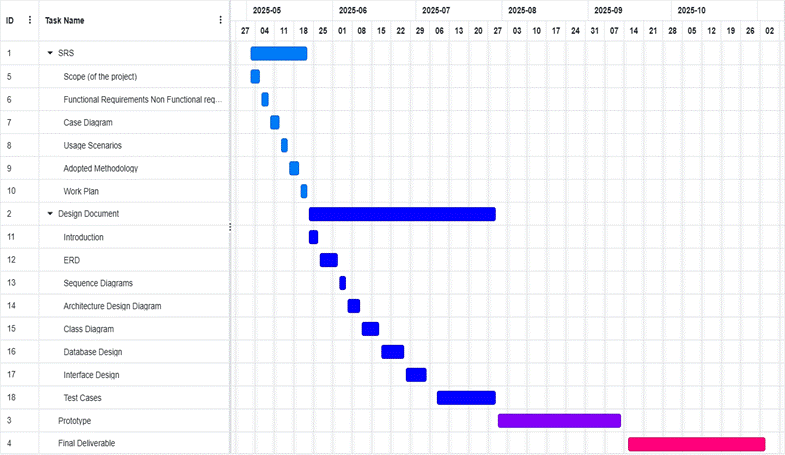 ID Task Name 2025-05 2025-06 2025-07 2025-08 2025-09 2025-10
27 04 11 18 25 01 08 15 22 29 06 13 20 27 03 10 17 24 31 07 14 21 28 05 12 19 26 02
1 SRS
5 Scope (of the project)
6 Functional Requirements Non Functional req...
7 Case Diagram
8 Usage Scenarios
9 Adopted Methodology
10 Work Plan
2 Design Document
11 Introduction
12 ERD
13 Sequence Diagrams
14 Architecture Design Diagram
15 Class Diagram
16 Database Design
17 Interface Design
18 Test Cases
3 Prototype
4 Final Deliverable